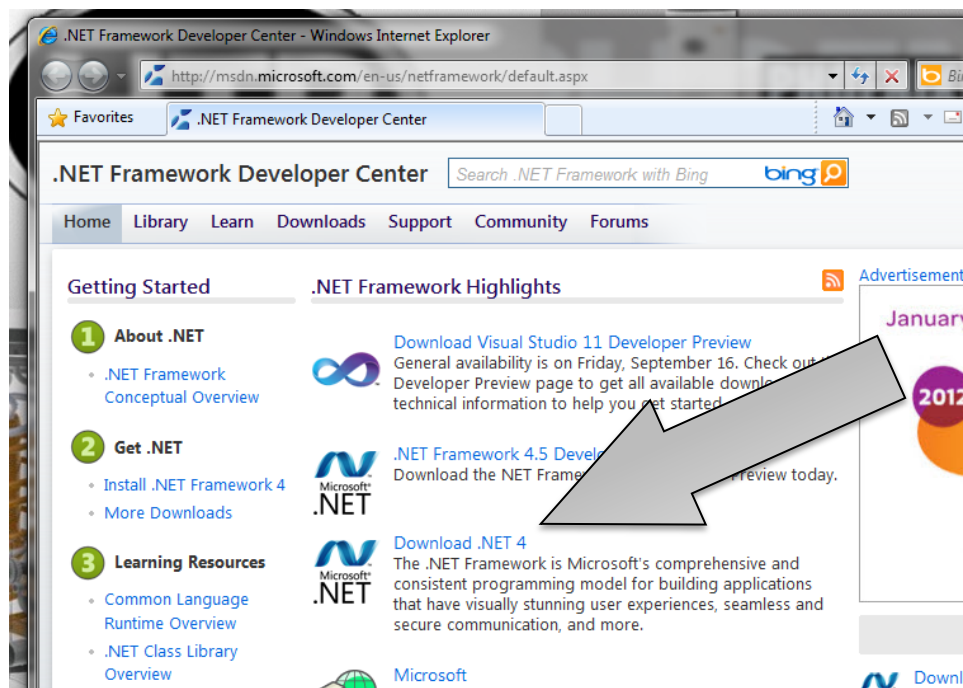 .NET Framework Developer Center - Windows Internet Explorer
http://msdn.microsoft.com/en-us/netframework/default.aspx
Favorites
.NET Framework Developer Center
.NET Framework Developer Center
Search .NET Framework with Bing
bing
Home Library Learn Downloads Support Community Forums
Getting Started
1 About .NET
.NET Framework
Conceptual Overview
2 Get .NET
Install .NET Framework 4
More Downloads
3 Learning Resources
Common Language
Runtime Overview
.NET Class Library
Overview
.NET Framework Highlights
Download Visual Studio 11 Developer Preview
General availability is on Friday, September 16. Check out
Developer Preview page to get all available
technical information to help you get started
Microsoft
.NET
.NET Framework 4.5
Download the NET Preview today.
Microsoft
.NET
Download .NET 4
The .NET Framework is Microsoft's comprehensive and
consistent programming model for building applications
that have visually stunning user experiences, seamless and
secure communication, and more.
Microsoft
Advertisement
January
2012